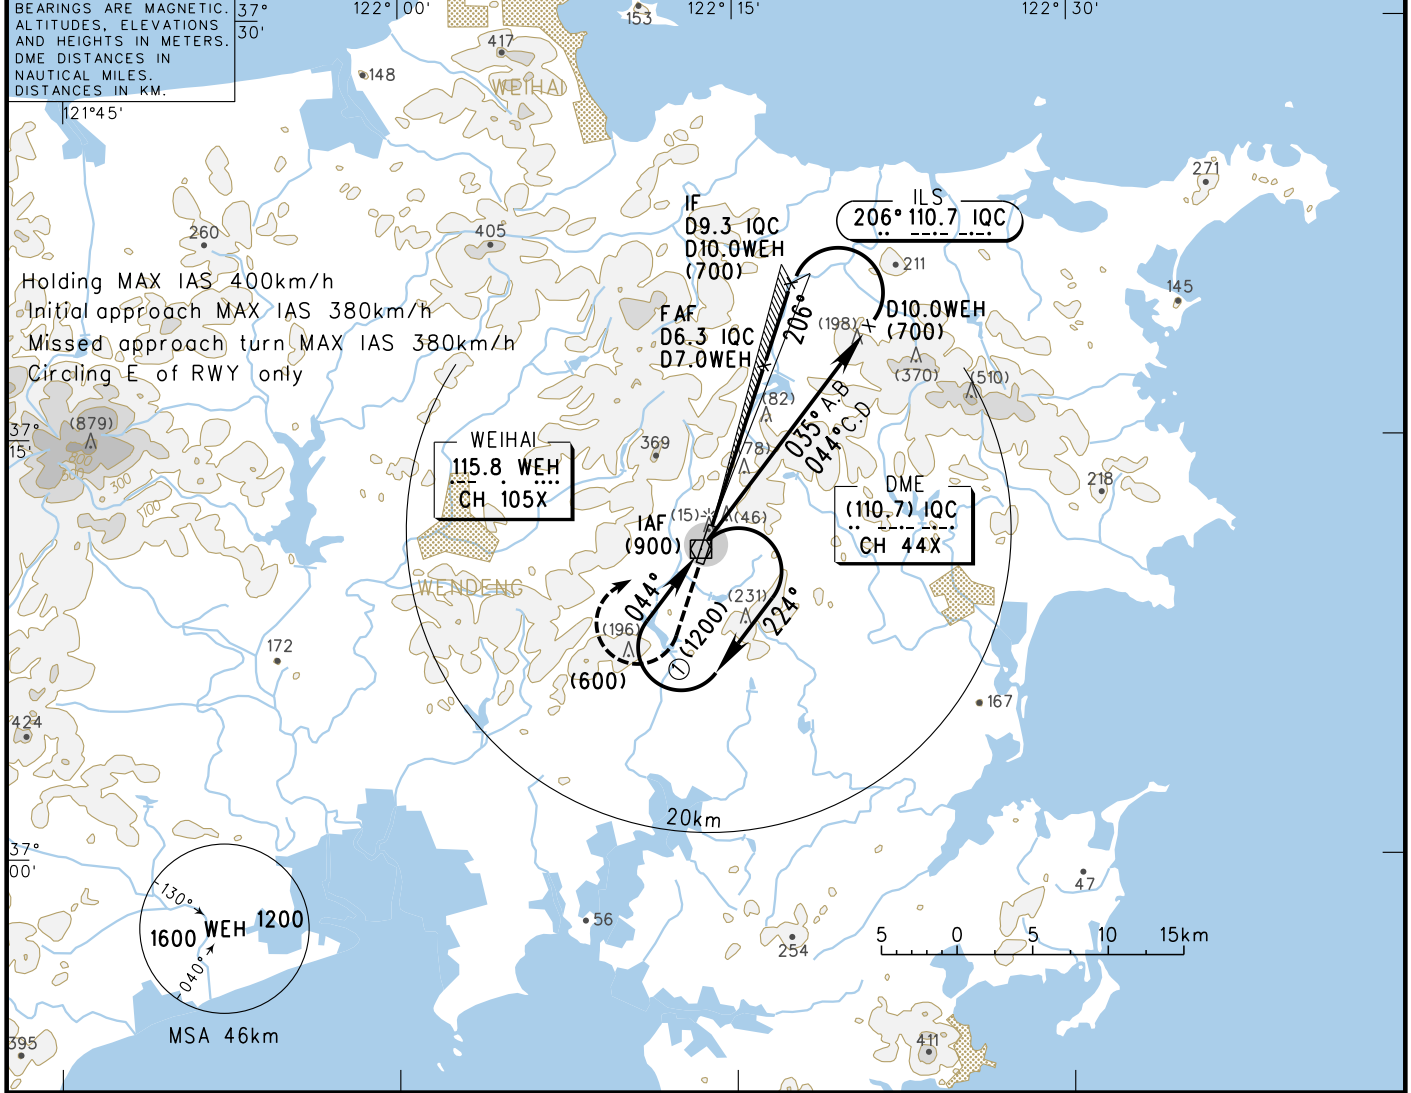 BEARINGS ARE MAGNETIC.
ALTITUDES, ELEVATIONS
AND HEIGHTS IN METERS.
DME DISTANCES IN
NAUTICAL MILES.
DISTANCES IN KM.
37°
30'
122°00'
122°15'
122°30'
121°45'
153
417
148
WEIHAI
271
260
405
IF
D9.3 IQC
D10.0WEH
(700)
ILS
206° 110.7 IQC
211
145
Holding MAX IAS 400km/h
Initial approach MAX IAS 380km/h
Missed approach turn MAX IAS 380km/h
Circling E of RWY only
FAF
D6.3 IQC
D7.0WEH
206°
(198)
D10.0WEH
(700)
(370)
(510)
(82)
035° A.B
044° C.D
(879)
37°
15'
300
100
369
78)
218
WEIHAI
115.8 WEH
CH 105X
DME
(110.7) IQC
CH 44X
IAF
(900)
(15)
(46)
WENDENG
044°
(231)
224°
(196)
1 (1200)
(600)
172
167
424
20km
37°
00'
47
130°
1600 WEH 1200
040°
MSA 46km
56
254
5 0 5 10 15km
395
411